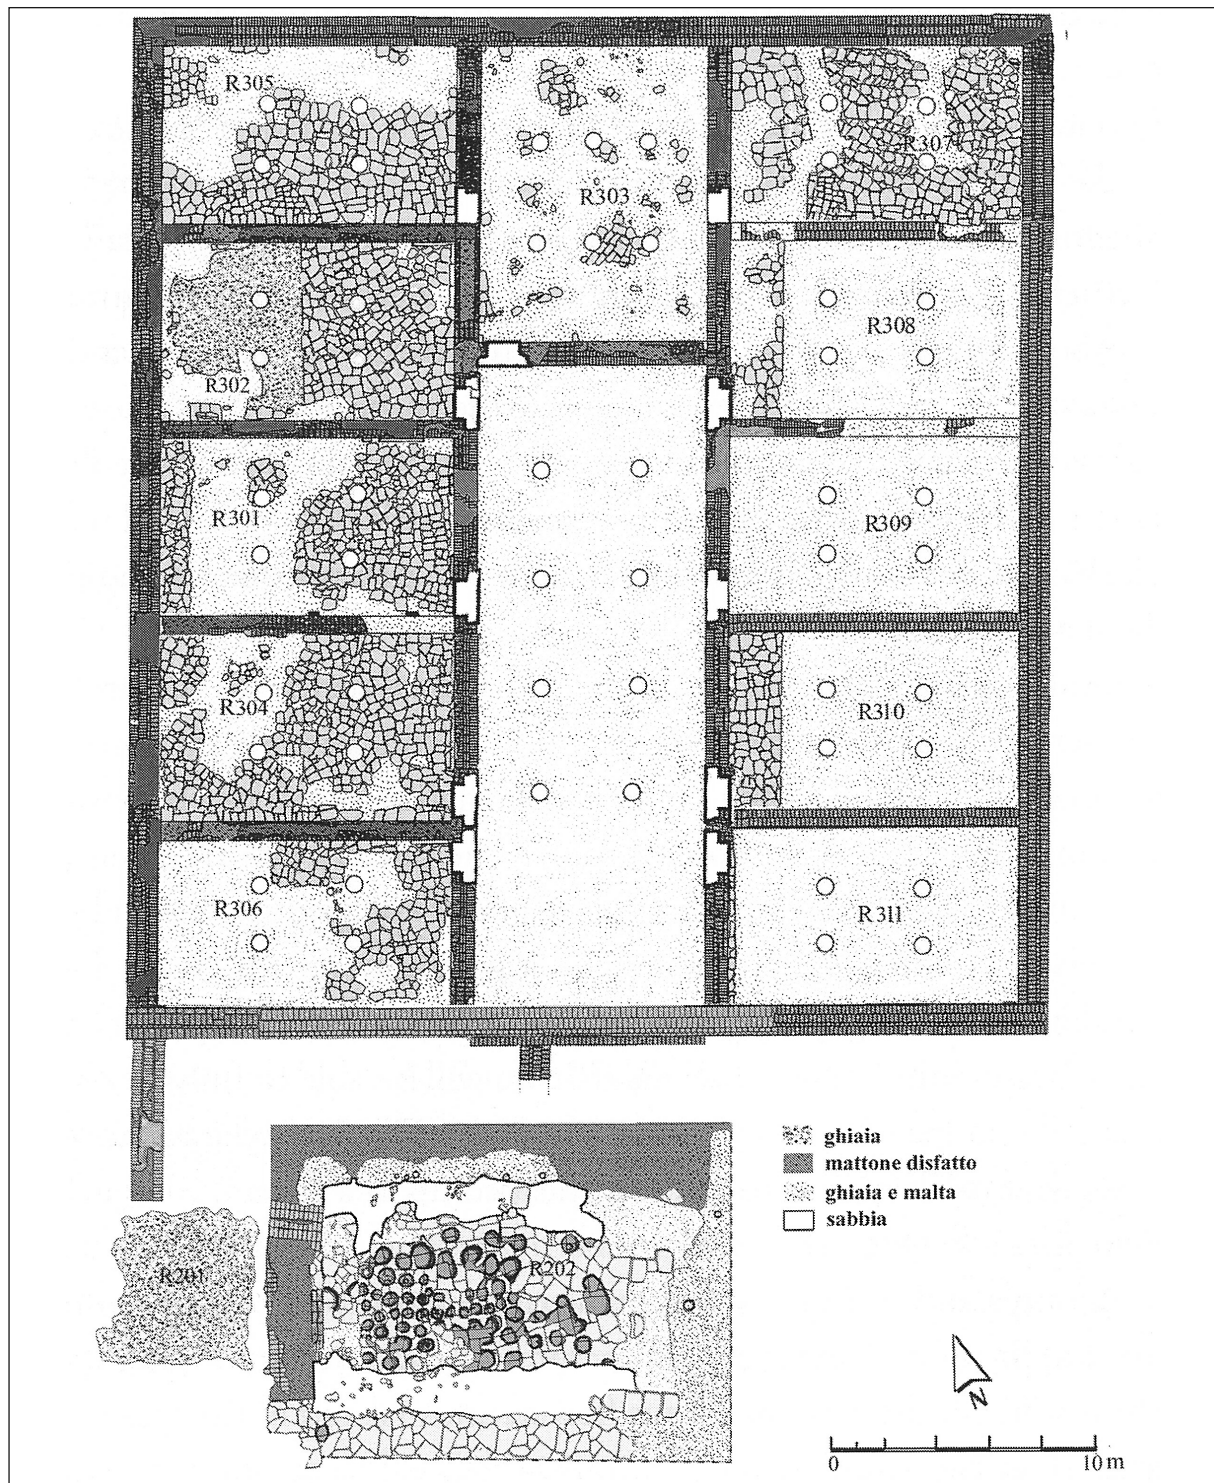 R305
R303
R307
R302
R308
R301
R309
R304
R310
R306
R311
ghiaia
mattone disfatto
ghiaia e malta
sabbia
R201
R202
N
0 10 m